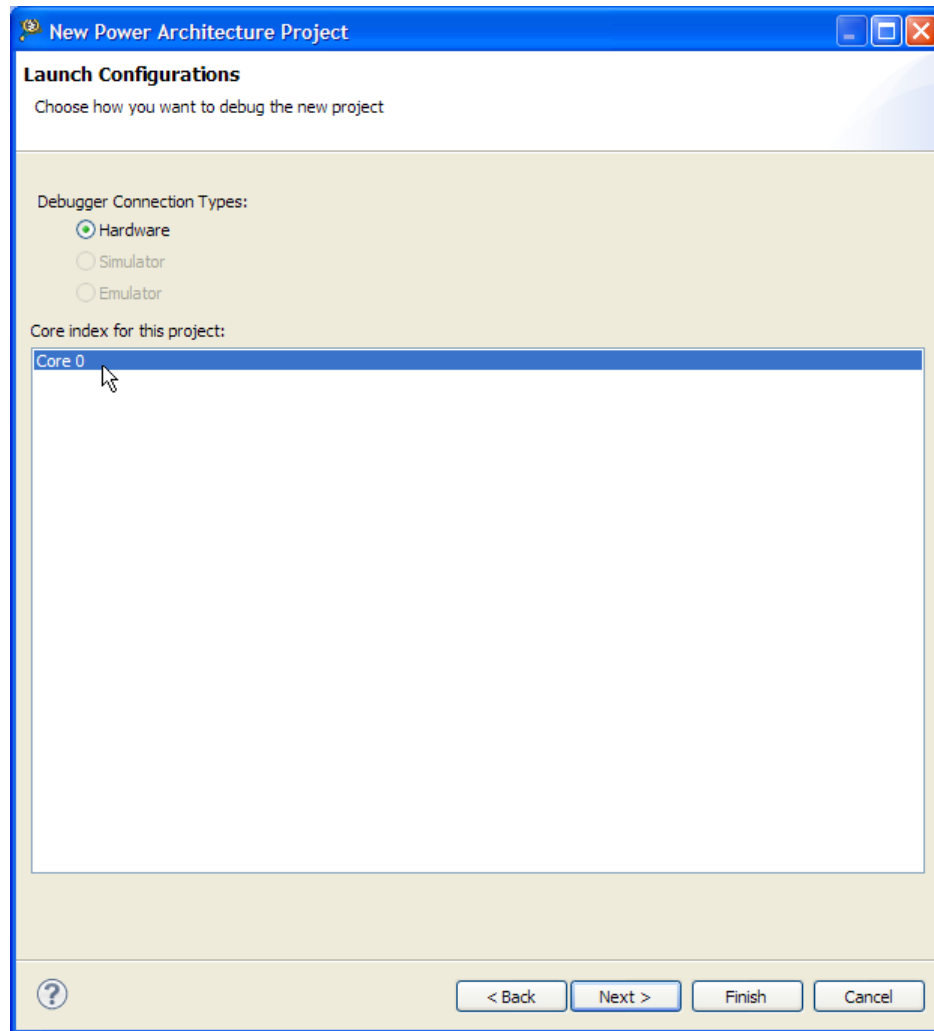 New Power Architecture Project
Launch Configurations
Choose how you want to debug the new project
Debugger Connection Types:
Hardware
Simulator
Emulator
Core index for this project:
Core 0
?
< Back Next > Finish Cancel